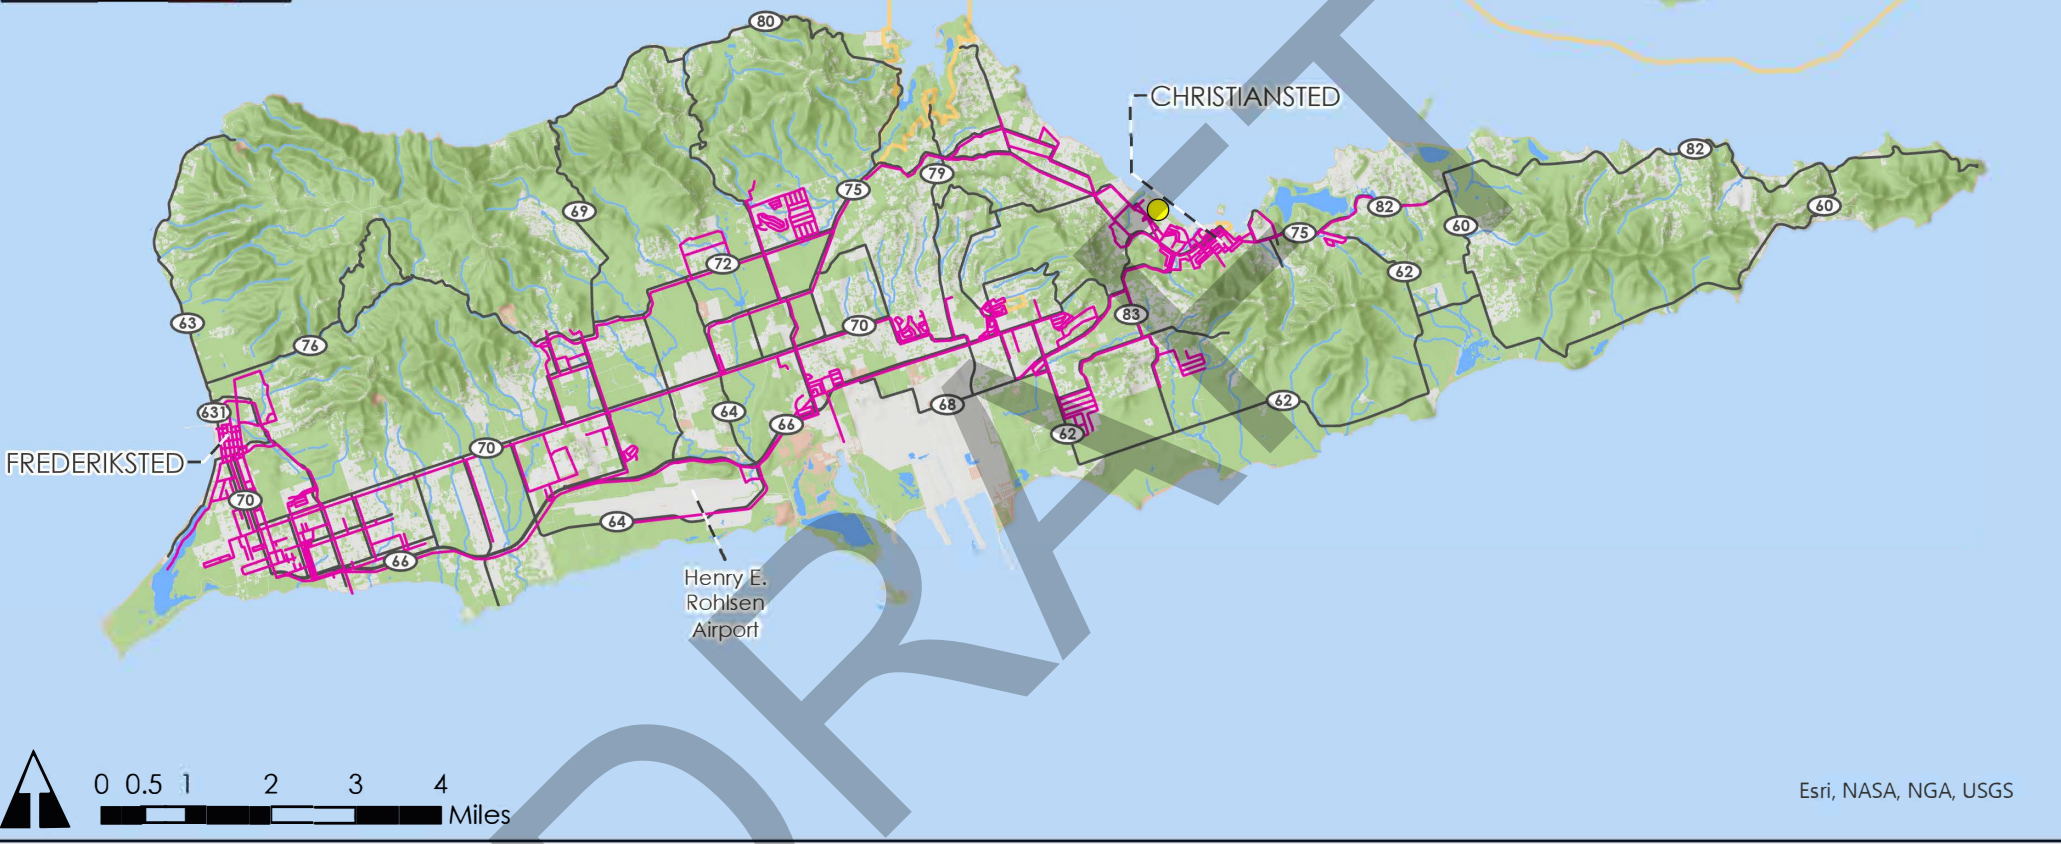 80
CHRISTIANSTED
82
79
75
69
82
60
60
75
72
62
63
83
70
76
62
631
64
68
66
62
FREDERIKSTED
70
70
64
66
Henry E.
Rohlsen
Airport
DRAFT
0 0.5 1 2 3 4
Miles
Esri, NASA, NGA, USGS